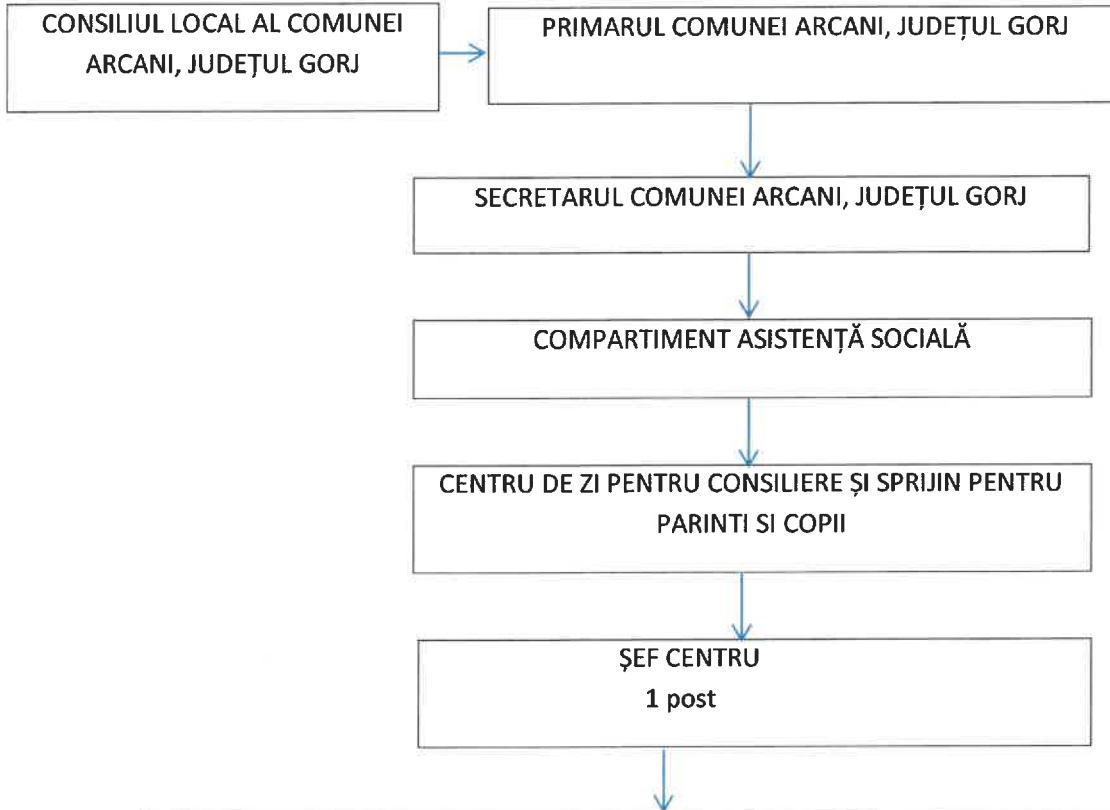 CONSILIUL LOCAL AL COMUNEI
ARCANI, JUDEȚUL GORJ
PRIMARUL COMUNEI ARCANI, JUDEȚUL GORJ
SECRETARUL COMUNEI ARCANI, JUDEȚUL GORJ
COMPARTIMENT ASISTENȚĂ SOCIALĂ
CENTRU DE ZI PENTRU CONSILIERE ȘI SPRIJIN PENTRU
PARINTI SI COPII
ȘEF CENTRU
1 post